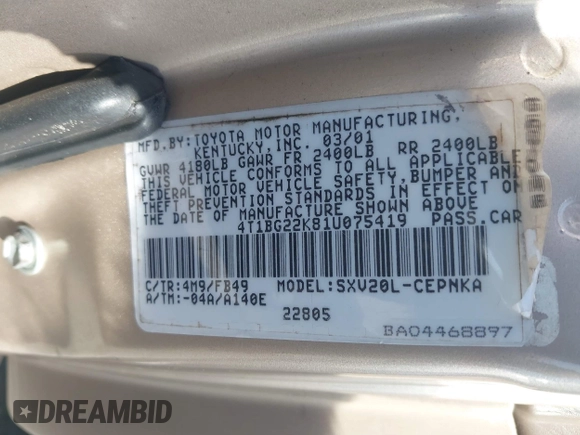 MFD.BY:TOYOTA MOTOR MANUFACTURING,
KENTUCKY,INC. 03/01
GVWR 4180LB GAWR FR 2400LB RR 2400LB
THIS VEHICLE CONFORMS TO ALL APPLICABLE
FEDERAL MOTOR VEHICLE SAFETY,BUMPER AND
THEFT PREVENTION STANDARDS IN EFFECT ON
THE DATE OF MANUFACTURE SHOWN ABOVE.
4T1BG22K81U075419 PASS.CAR
C/TR:4M9/FB49 MODEL:SXV20L-CEPNKA
A/TM:-04A/A140E
22805
BA04468897
DREAMBID